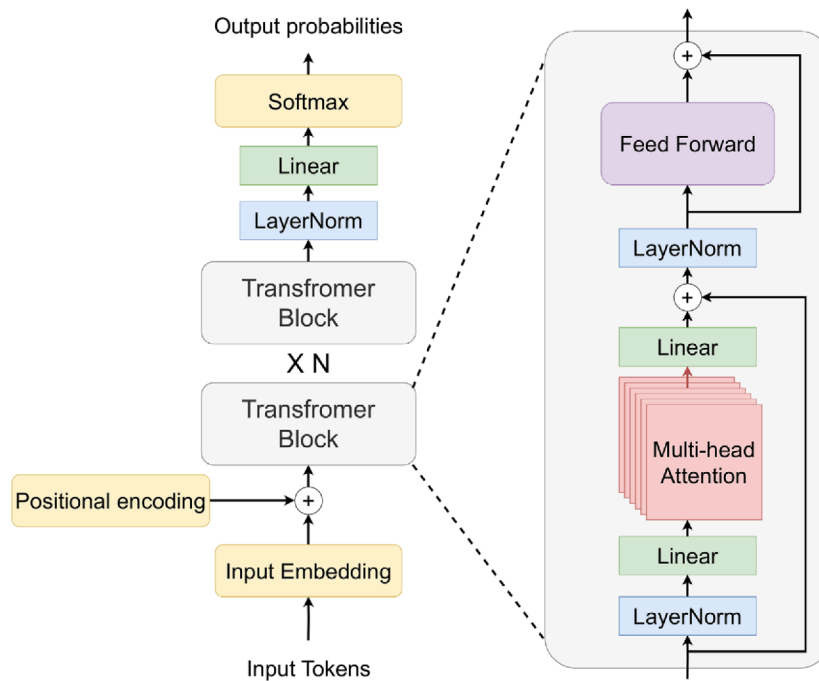 Output probabilities
Softmax
Linear
LayerNorm
Transfromer
Block
X N
Transfromer
Block
Positional encoding
+
Input Embedding
Input Tokens
+
Feed Forward
LayerNorm
+
Linear
Multi-head
Attention
Linear
LayerNorm